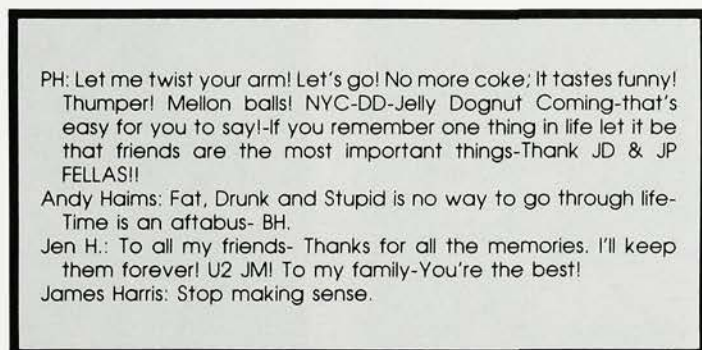 PH: Let me twist your arm! Let's go! No more coke; It tastes funny!
Thumper! Mellon balls! NYC-DD-Jelly Dognut Coming-that's
easy for you to say!-If you remember one thing in life let it be
that friends are the most important things-Thank JD & JP
FELLAS!!
Andy Haims: Fat, Drunk and Stupid is no way to go through life-
Time is an aftabus- BH.
Jen H.: To all my friends- Thanks for all the memories. I'll keep
them forever! U2 JM! To my family-You're the best!
James Harris: Stop making sense.